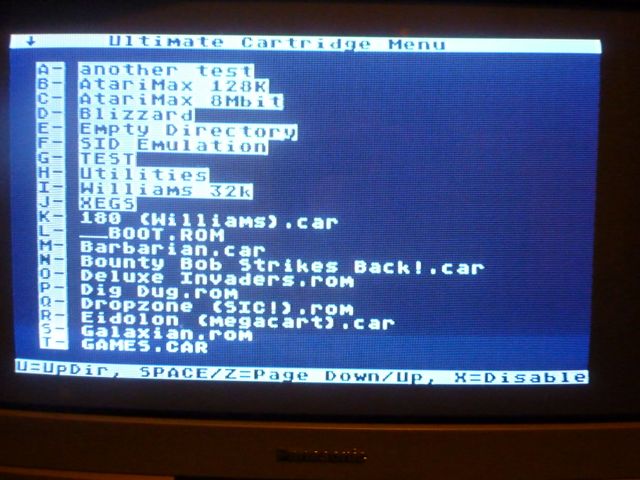 ↓ Ultimate Cartridge Menu
A- another test
B- AtariMax 128K
C- AtariMax 8Mbit
D- Blizzard
E- Empty Directory
F- SID Emulation
G- TEST
H- Utilities
I- Williams 32k
J- XEGS
K- 180 (Williams).car
L- __BOOT.ROM
M- Barbarian.car
N- Bounty Bob Strikes Back!.car
O- Deluxe Invaders.rom
P- Dig Dug.rom
Q- Dropzone (SIC!).rom
R- Eidolon (megacart).car
S- Galaxian.rom
T- GAMES.CAR
U=UpDir, SPACE/Z=Page Down/Up, X=Disable
Panasonic